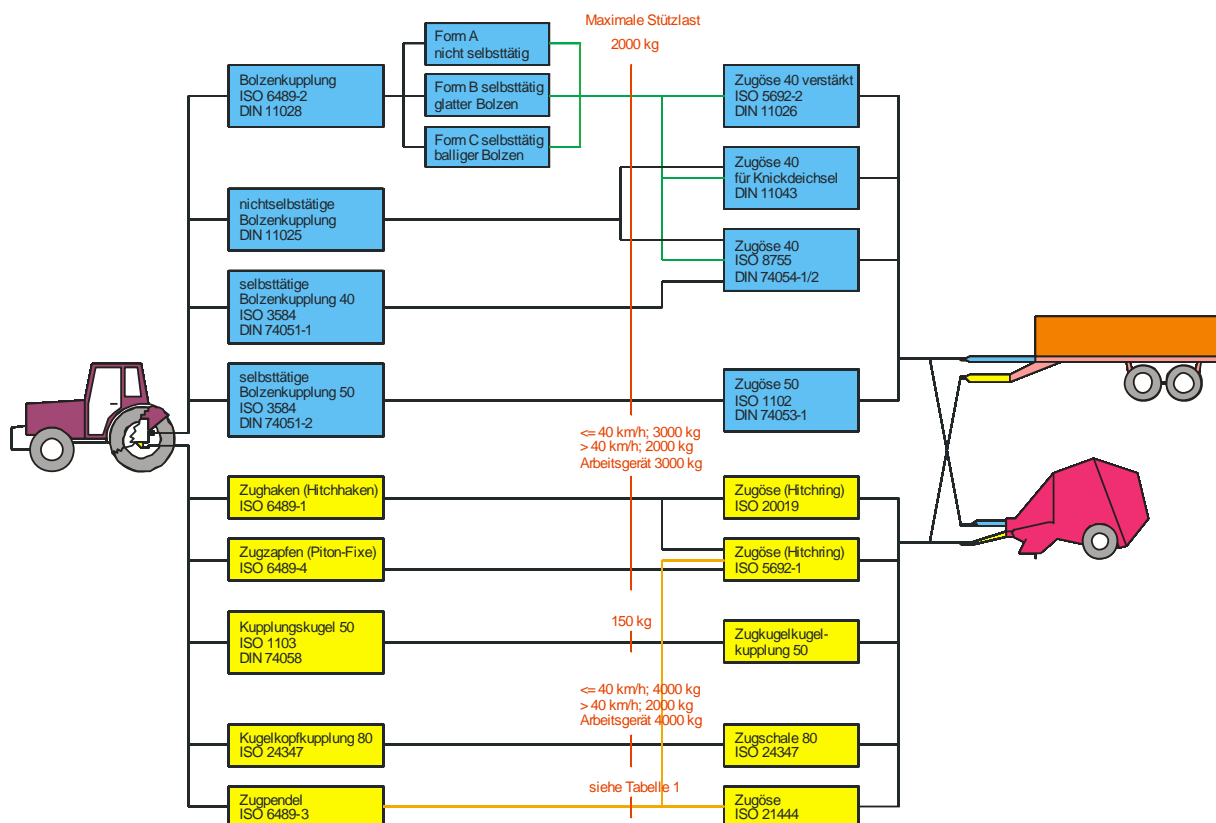 Maximale Stützlast
2000 kg
Form A
nicht selbsttätig
Form B selbsttätig
glatter Bolzen
Form C selbsttätig
balliger Bolzen
Bolzenkupplung
ISO 6489-2
DIN 11028
Zugöse 40 verstärkt
ISO 5692-2
DIN 11026
Zugöse 40
für Knickdeichsel
DIN 11043
nichtselbstätige
Bolzenkupplung
DIN 11025
Zugöse 40
ISO 8755
DIN 74054-1/2
selbsttätige
Bolzenkupplung 40
ISO 3584
DIN 74051-1
selbsttätige
Bolzenkupplung 50
ISO 3584
DIN 74051-2
Zugöse 50
ISO 1102
DIN 74053-1
<= 40 km/h; 3000 kg
> 40 km/h; 2000 kg
Arbeitsgerät 3000 kg
Zughaken (Hitchhaken)
ISO 6489-1
Zugöse (Hitchring)
ISO 20019
Zugzapfen (Piton-Fixe)
ISO 6489-4
Zugöse (Hitchring)
ISO 5692-1
150 kg
Kupplungskugel 50
ISO 1103
DIN 74058
Zugkugelkugel-
kupplung 50
<= 40 km/h; 4000 kg
> 40 km/h; 2000 kg
Arbeitsgerät 4000 kg
Kugelkopfkupplung 80
ISO 24347
Zugschale 80
ISO 24347
siehe Tabelle 1
Zugpendel
ISO 6489-3
Zugöse
ISO 21444